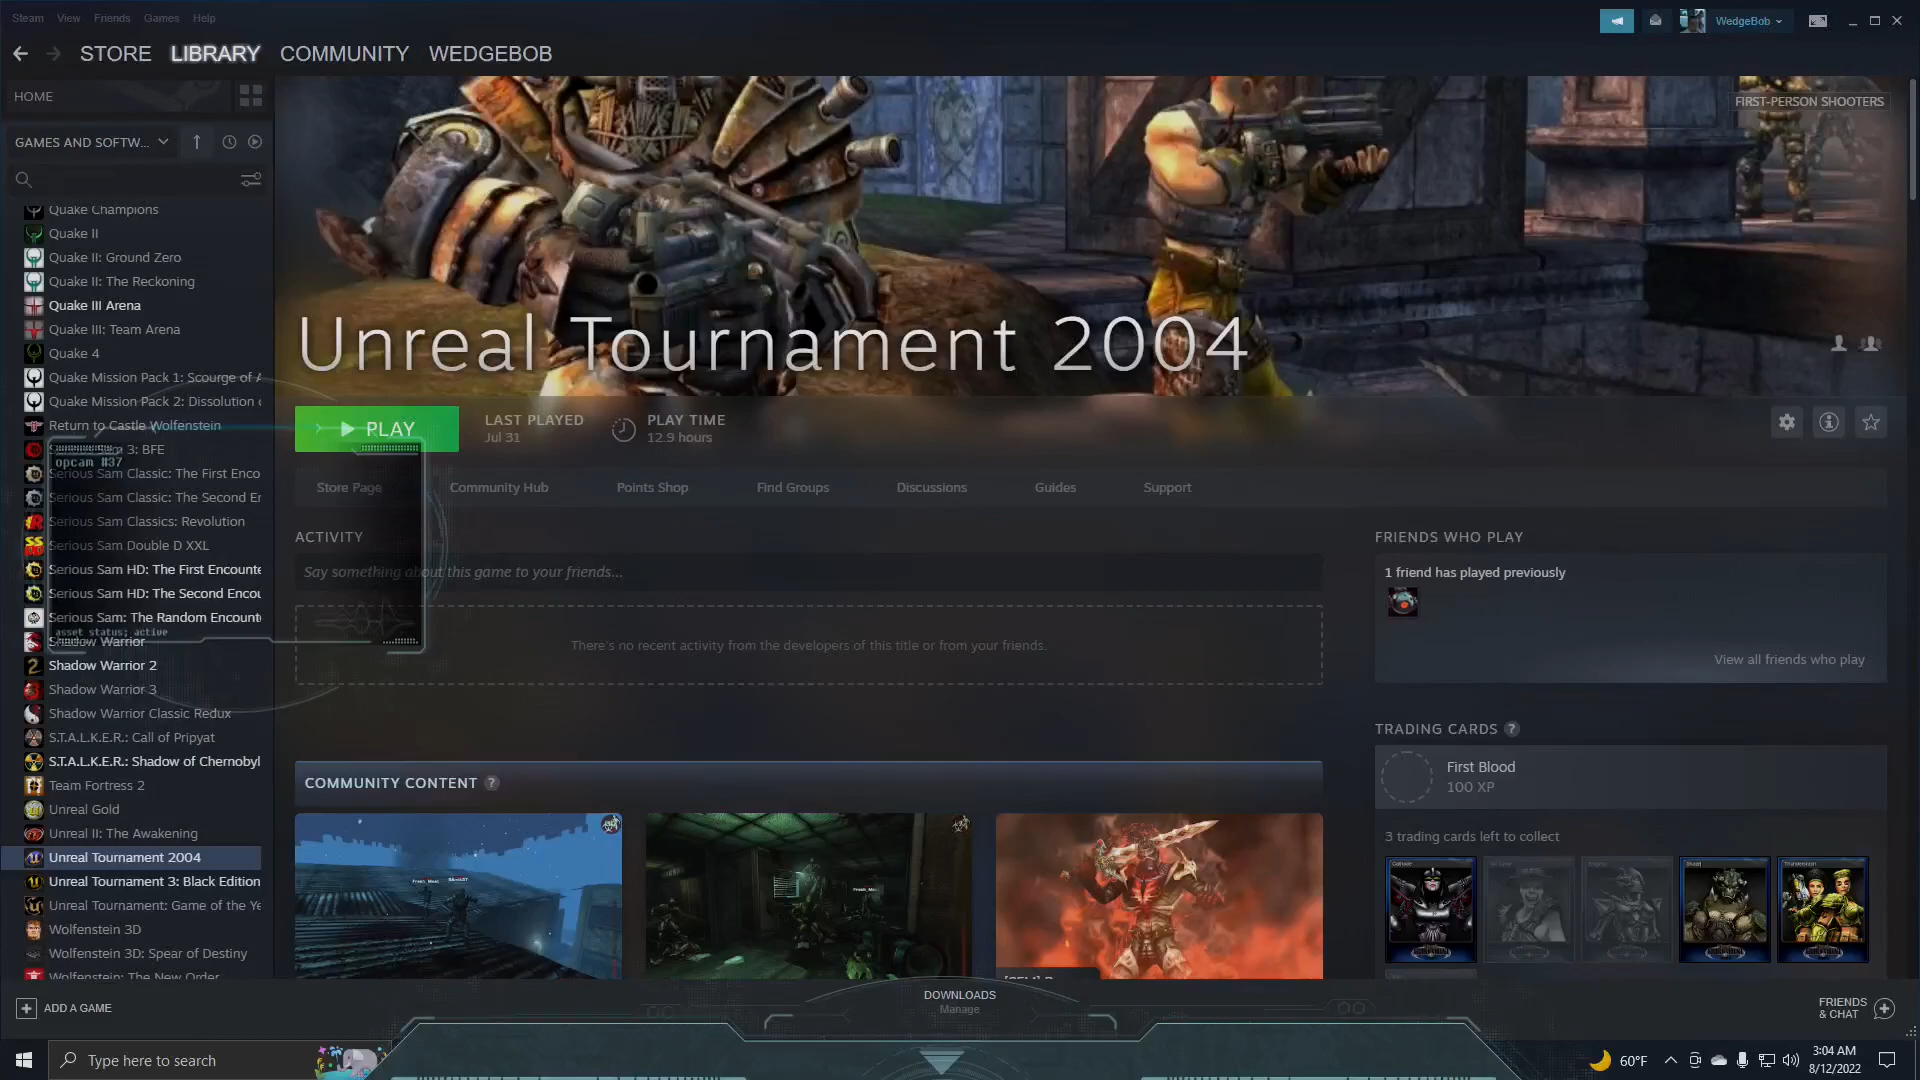 Steam View Friends Games Help
WedgeBob
STORE LIBRARY COMMUNITY WEDGEBOB
HOME
GAMES AND SOFTW...
Quake Champions
Quake II
Quake II: Ground Zero
Quake II: The Reckoning
Quake III Arena
Quake III: Team Arena
Quake 4
Quake Mission Pack 1: Scourge of A
Quake Mission Pack 2: Dissolution o
Return to Castle Wolfenstein
3: BFE
opcam #37
Serious Sam Classic: The First Enco
Serious Sam Classic: The Second En
Serious Sam Classics: Revolution
Serious Sam Double D XXL
Serious Sam HD: The First Encounte
Serious Sam HD: The Second Encou
Serious Sam: The Random Encount
asset status; active
Shadow Warrior
Shadow Warrior 2
Shadow Warrior 3
Shadow Warrior Classic Redux
S.T.A.L.K.E.R.: Call of Pripyat
S.T.A.L.K.E.R.: Shadow of Chernobyl
Team Fortress 2
Unreal Gold
Unreal II: The Awakening
Unreal Tournament 2004
Unreal Tournament 3: Black Edition
Unreal Tournament: Game of the Ye
Wolfenstein 3D
Wolfenstein 3D: Spear of Destiny
Wolfenstein: The New Order
ADD A GAME
FIRST-PERSON SHOOTERS
Unreal Tournament 2004
PLAY
LAST PLAYED
Jul 31
PLAY TIME
12.9 hours
Store Page Community Hub Points Shop Find Groups Discussions Guides Support
ACTIVITY
Say something about this game to your friends...
There's no recent activity from the developers of this title or from your friends.
COMMUNITY CONTENT ?
FRIENDS WHO PLAY
1 friend has played previously
View all friends who play
TRADING CARDS ?
First Blood
100 XP
3 trading cards left to collect
DOWNLOADS
Manage
FRIENDS
& CHAT
Type here to search
60°F
3:04 AM
8/12/2022